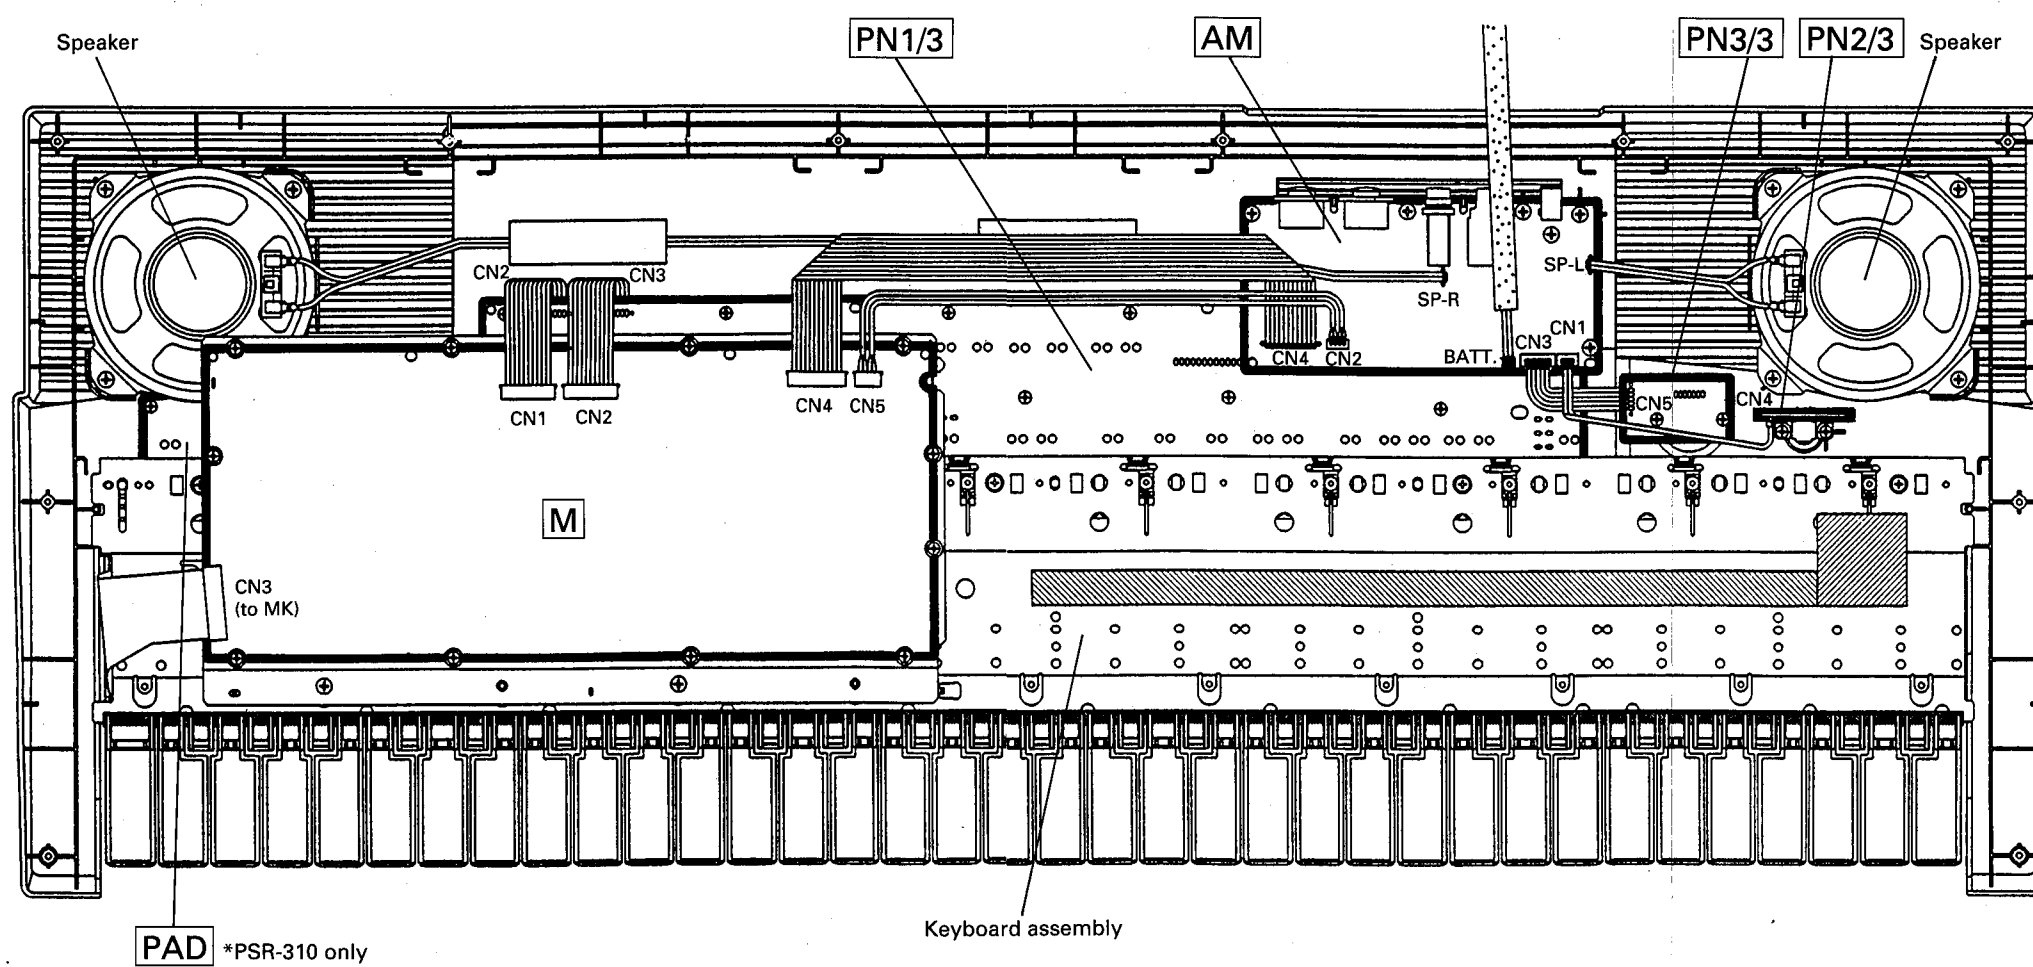 Speaker
PN1/3
AM
PN3/3
PN2/3
Speaker
CN2
CN3
SP-L
SP-R
CN1
CN3
BATT.
CN4
CN2
CN1
CN2
CN4
CN5
CN5
CN4
M
CN3
(to MK)
Keyboard assembly
PAD *PSR-310 only